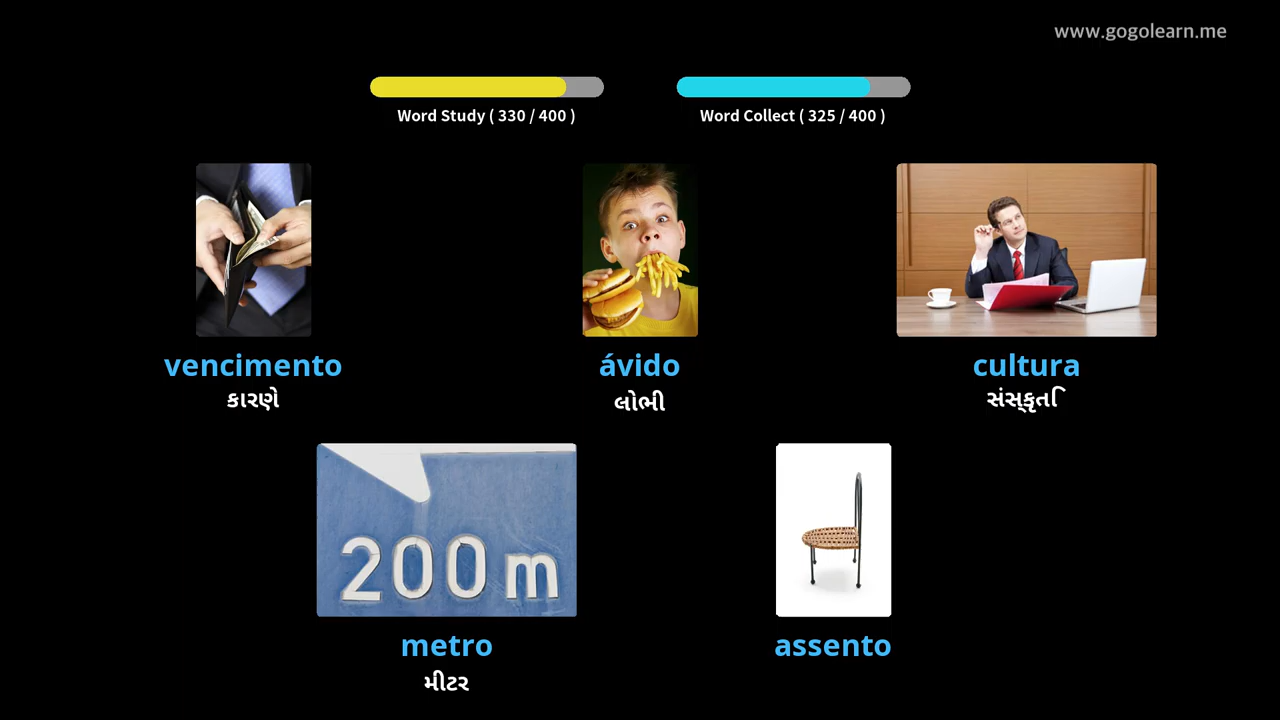 www.gogolearn.me
Word Study ( 330 / 400 )
Word Collect ( 325 / 400 )
vencimento
કારણે
ávido
લોભી
cultura
સંસ્કૃતિ
200 m
metro
મીટર
assento